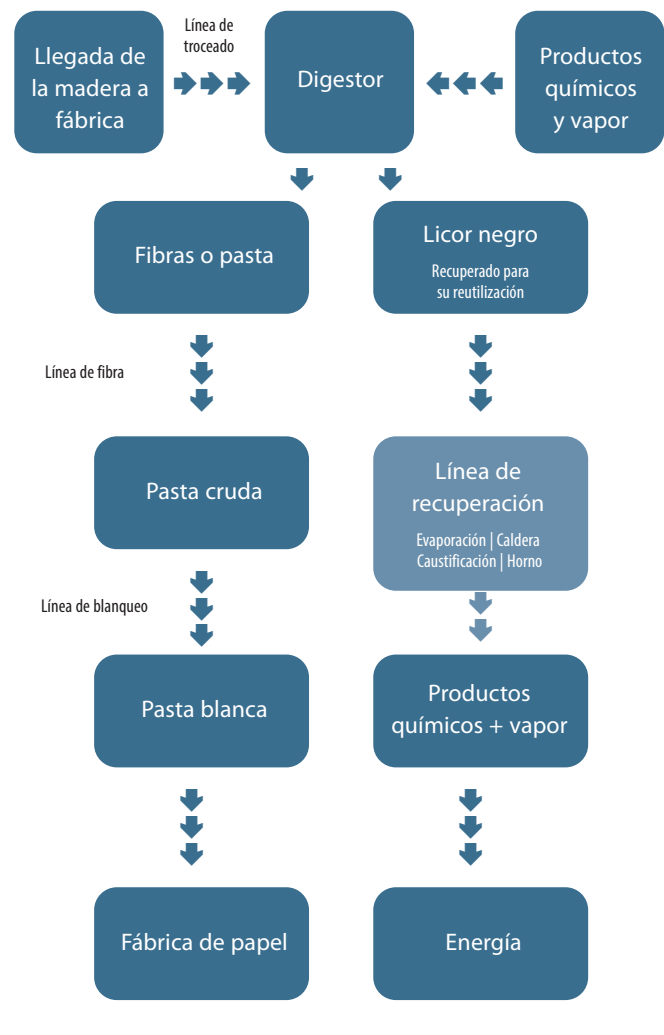 Llegada de
la madera a
fábrica
Línea de
troceado
Digestor
Productos
químicos
y vapor
Fibras o pasta
Licor negro
Recuperado para
su reutilización
Línea de fibra
Pasta cruda
Línea de
recuperación
Evaporación | Caldera
Caustificación | Horno
Línea de blanqueo
Pasta blanca
Productos
químicos + vapor
Fábrica de papel
Energía